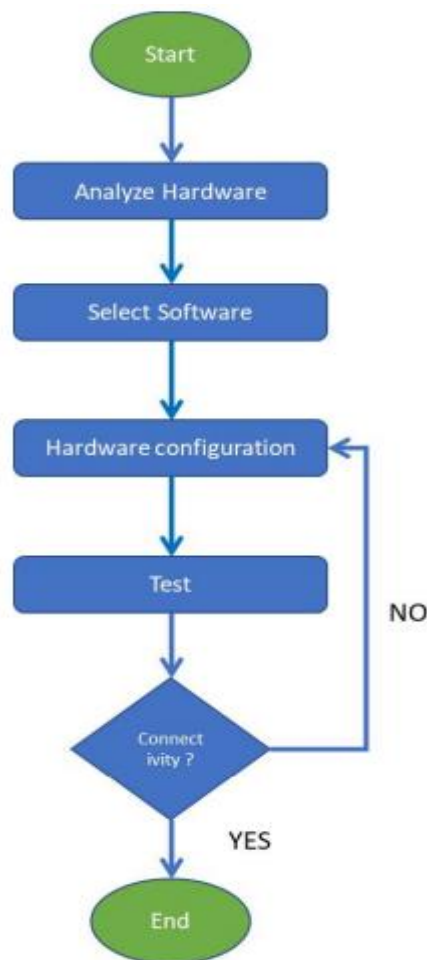 Start
Analyze Hardware
Select Software
Hardware configuration
Test
NO
Connect
ivity ?
YES
End